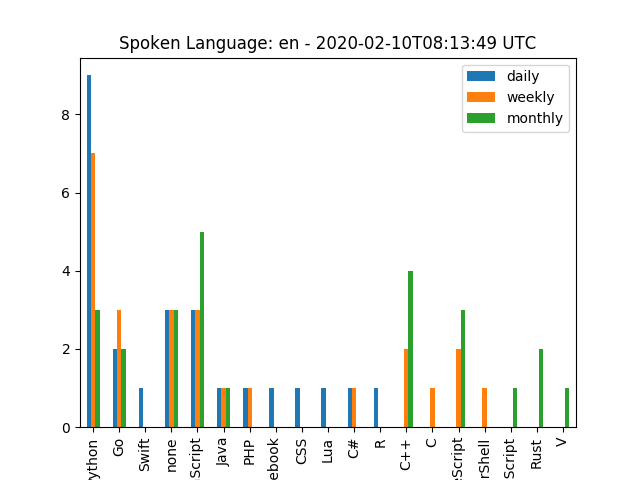 Spoken Language: en - 2020-02-10T08:13:49 UTC
daily
weekly
monthly
8
6
4
2
0
ython
Go
Swift
none
Script
Java
PHP
ebook
CSS
Lua
C#
R
C++
C
eScript
rShell
Script
Rust
V